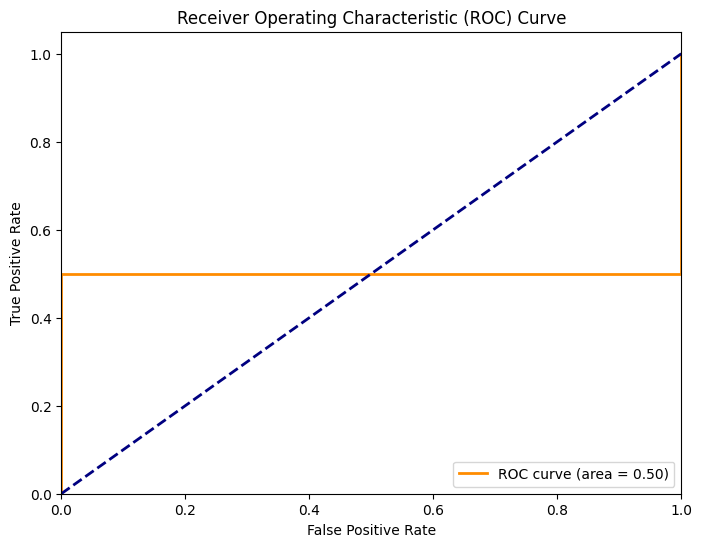 Receiver Operating Characteristic (ROC) Curve
1.0
0.8
0.6
0.4
0.2
0.0
True Positive Rate
ROC curve (area = 0.50)
0.0 0.2 0.4 0.6 0.8 1.0
False Positive Rate